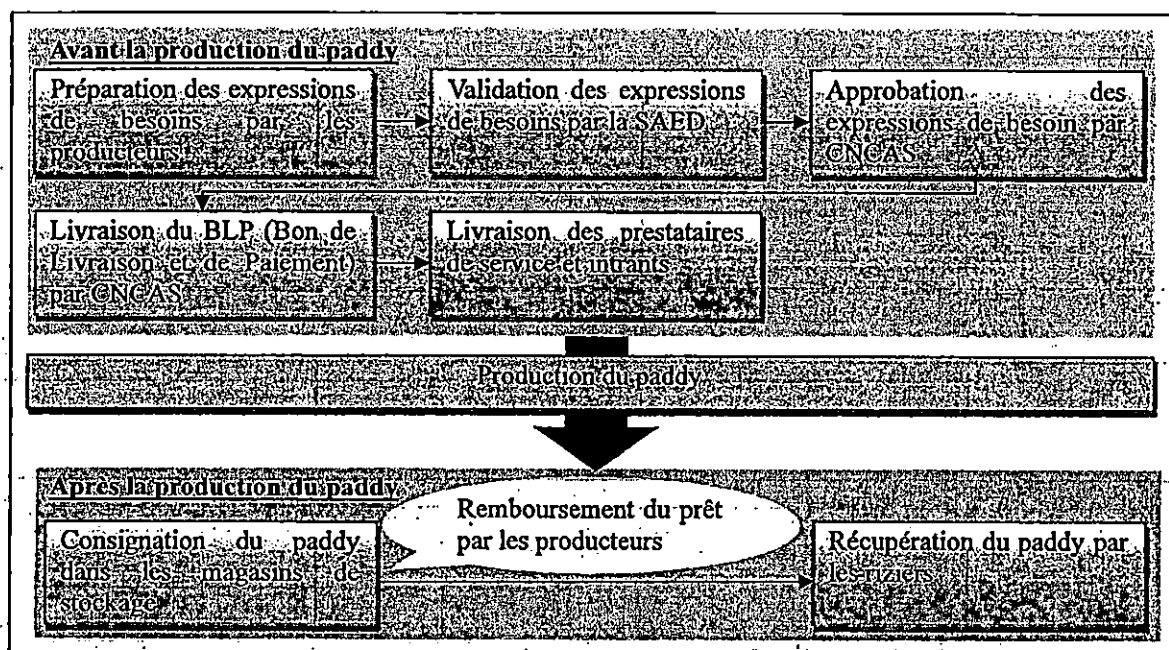 Avant la production du paddy
Préparation des expressions
de besoins par les
producteurs
Validation des expressions
de besoins par la SAED
Approbation des
expressions de besoin par
CNCAS
Livraison du BLP (Bon de
Livraison et de Paiement)
par CNCAS
Livraison des prestataires
de service et intrants
Production du paddy
Après la production du paddy
Consignation du paddy
dans les magasins de
stockage
Remboursement du prêt
par les producteurs
Récupération du paddy par
les riziers